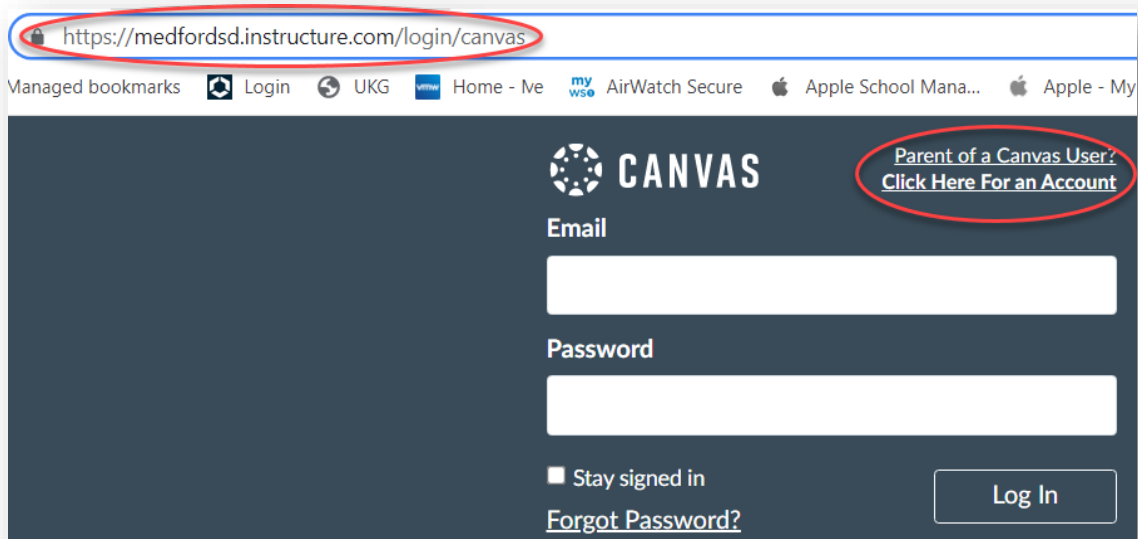 https://medfordsd.instructure.com/login/canvas
Managed bookmarks Login UKG vmw Home - Me my wso AirWatch Secure Apple School Mana... Apple - My
CANVAS
Parent of a Canvas User?
Click Here For an Account
Email
Password
Stay signed in
Log In
Forgot Password?